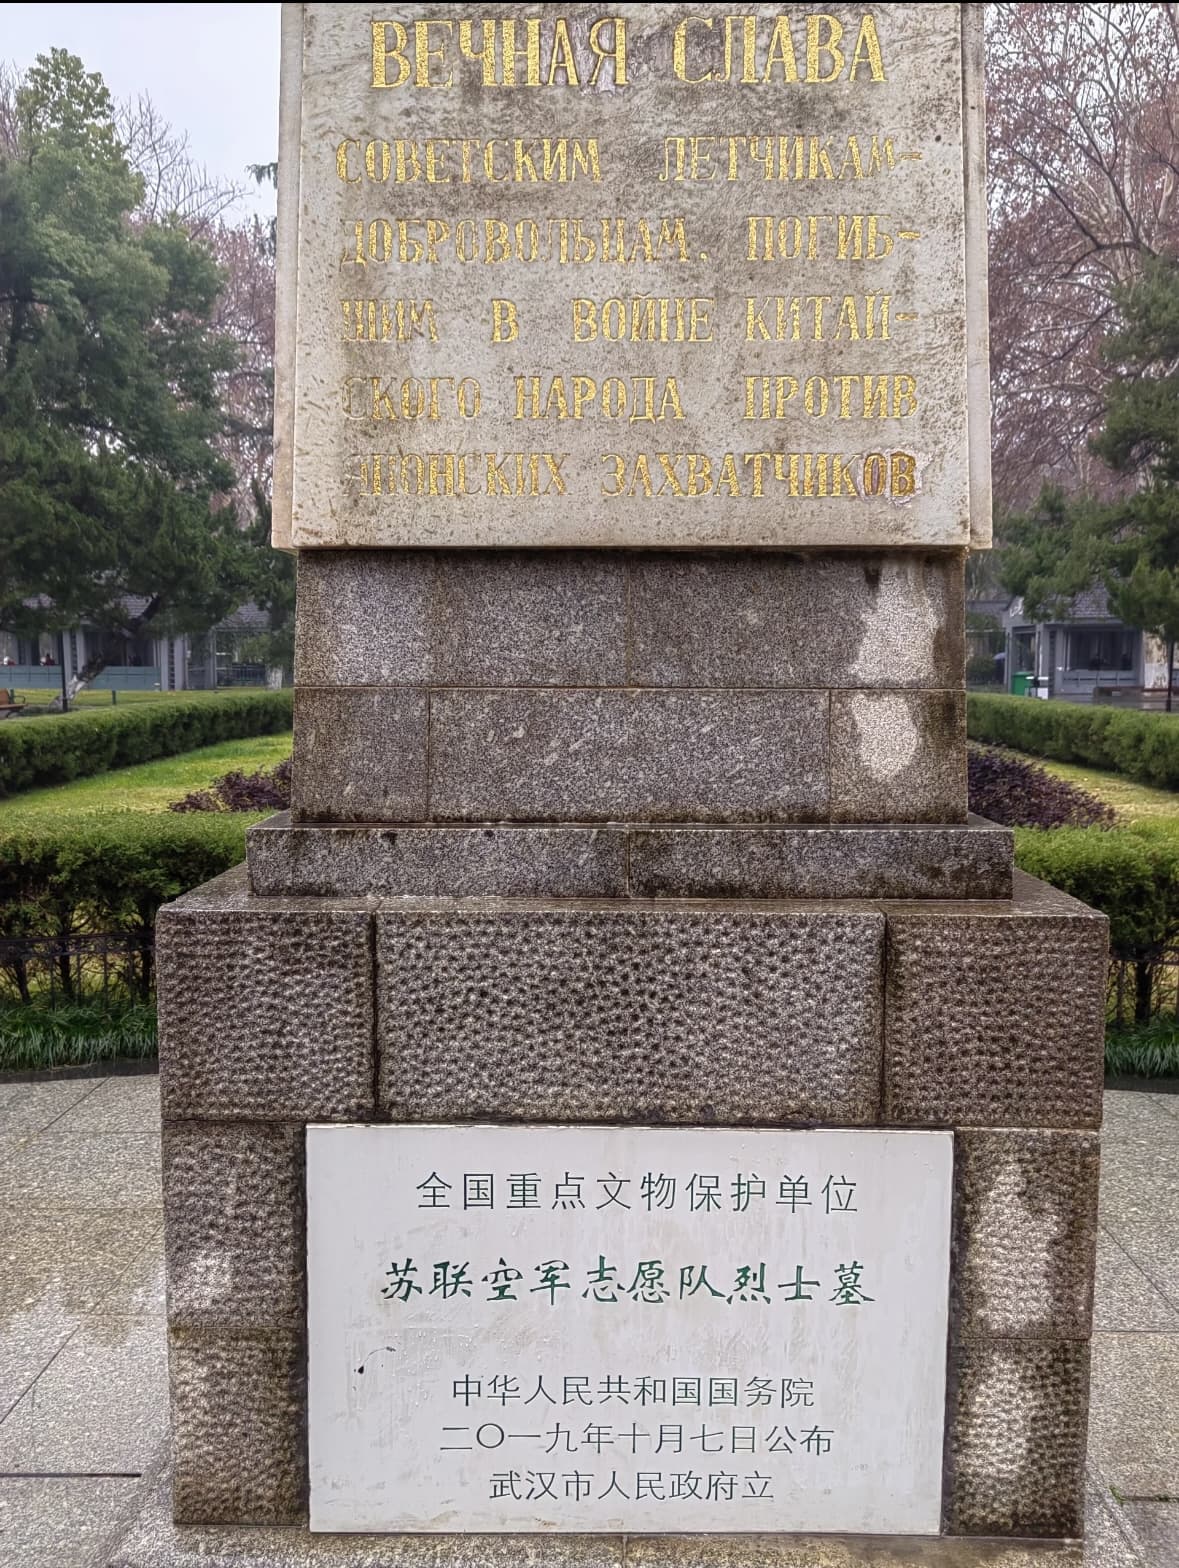 ВЕЧНАЯ СЛАВА
СОВЕТСКИМ ЛЕТЧИКАМ-
ДОБРОВОЛЬЦАМ, ПОГИБ-
ШИМ В ВОЙНЕ КИТАЙ-
СКОГО НАРОДА ПРОТИВ
ЯПОНСКИХ ЗАХВАТЧИКОВ
全国重点文物保护单位
苏联空军志愿队烈士墓
中华人民共和国国务院
二〇一九年十月七日公布
武汉市人民政府立